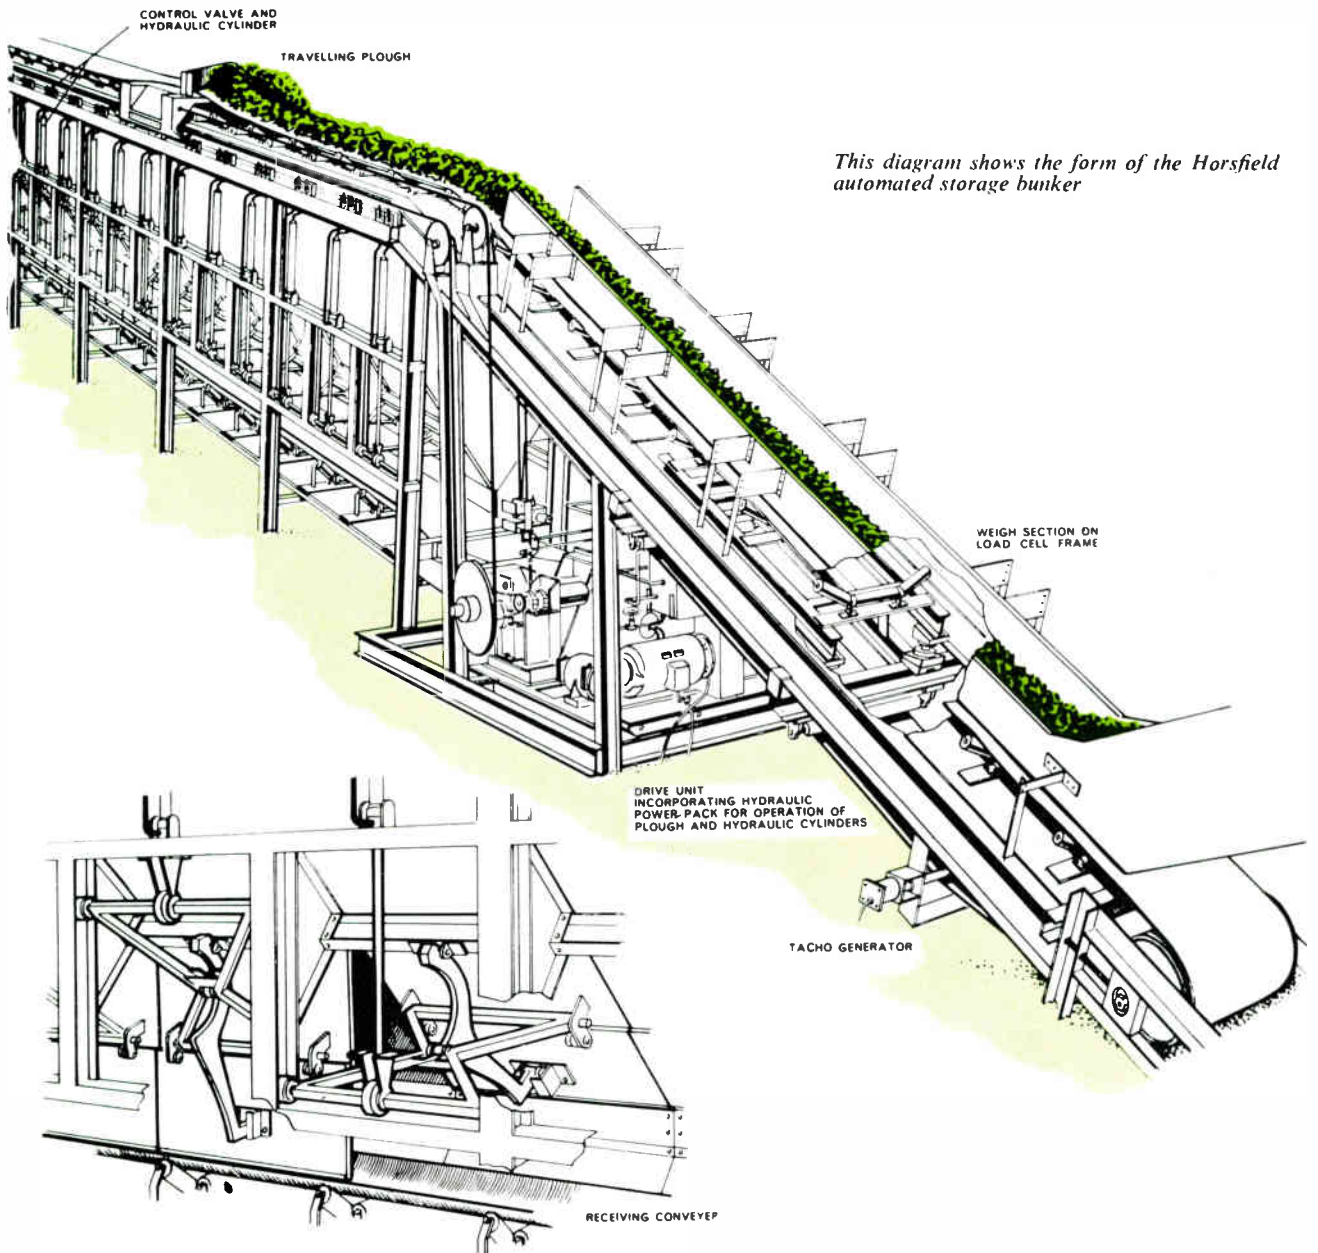 CONTROL VALVE AND
HYDRAULIC CYLINDER
TRAVELLING PLOUGH
This diagram shows the form of the Horsfield
automated storage bunker
WEIGH SECTION ON
LOAD CELL FRAME
DRIVE UNIT
INCORPORATING HYDRAULIC
POWER-PACK FOR OPERATION OF
PLOUGH AND HYDRAULIC CYLINDERS
TACHO GENERATOR
RECEIVING CONVEYER